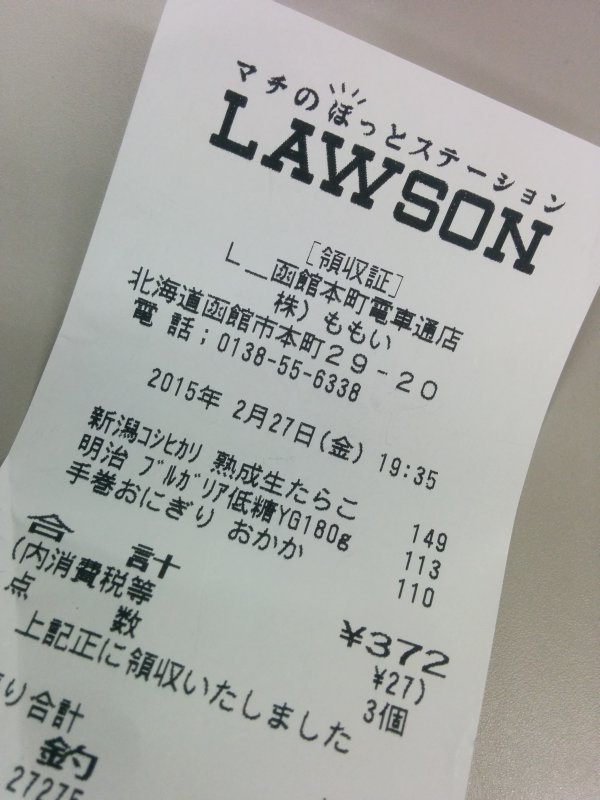 マチのほっとステーション
LAWSON
[領収証]
L__函館本町電車通店
株)ももい
北海道函館市本町29-20
電話;0138-55-6338
2015年 2月27日(金) 19:35
新潟コシヒカリ 熟成生たらこ 149
明治 ブルガリア低糖YG180g 113
手巻おにぎり おかか 110
合計 ¥372
(内消費税等 ¥27)
点数 3個
上記正に領収いたしました
り合計
釣
27275